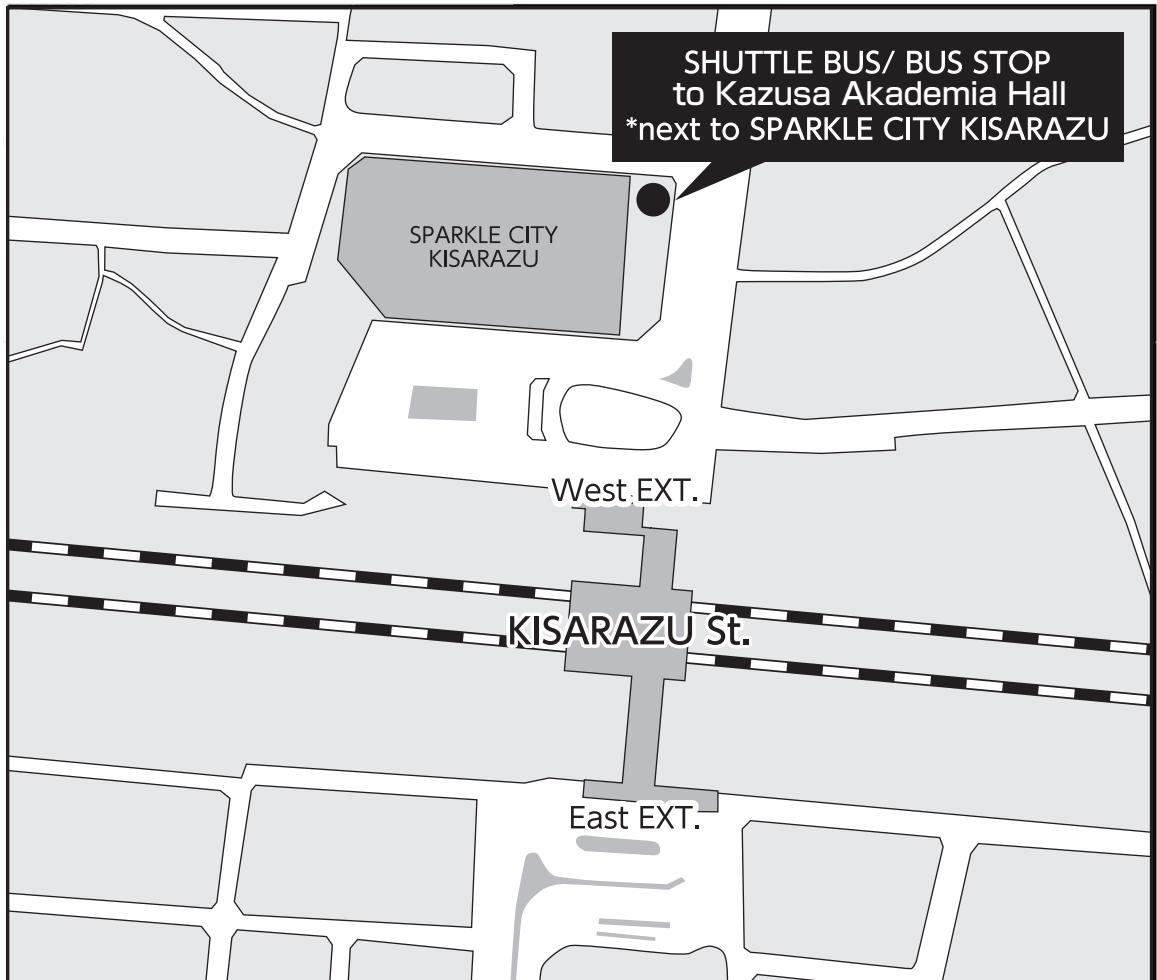 SHUTTLE BUS/ BUS STOP
to Kazusa Akademia Hall
*next to SPARKLE CITY KISARAZU
SPARKLE CITY
KISARAZU
West EXT.
KISARAZU St.
East EXT.